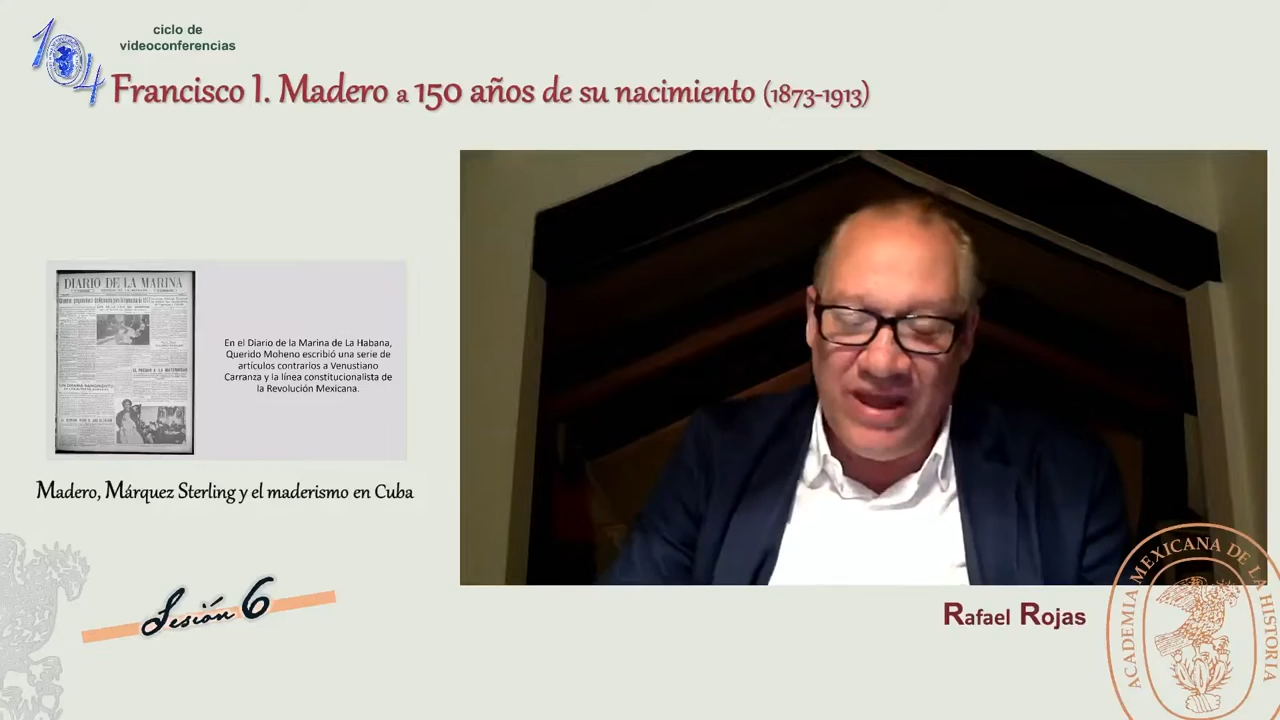 ciclo de
videoconferencias
104
Francisco I. Madero a 150 años de su nacimiento (1873-1913)
DIARIO DE LA MARINA
En el Diario de la Marina de La Habana,
Querido Moheno escribió una serie de
artículos contrarios a Venustiano
Carranza y la línea constitucionalista de
la Revolución Mexicana.
Madero, Márquez Sterling y el maderismo en Cuba
Sesión 6
Rafael Rojas
ACADEMIA MEXICANA DE LA HISTORIA